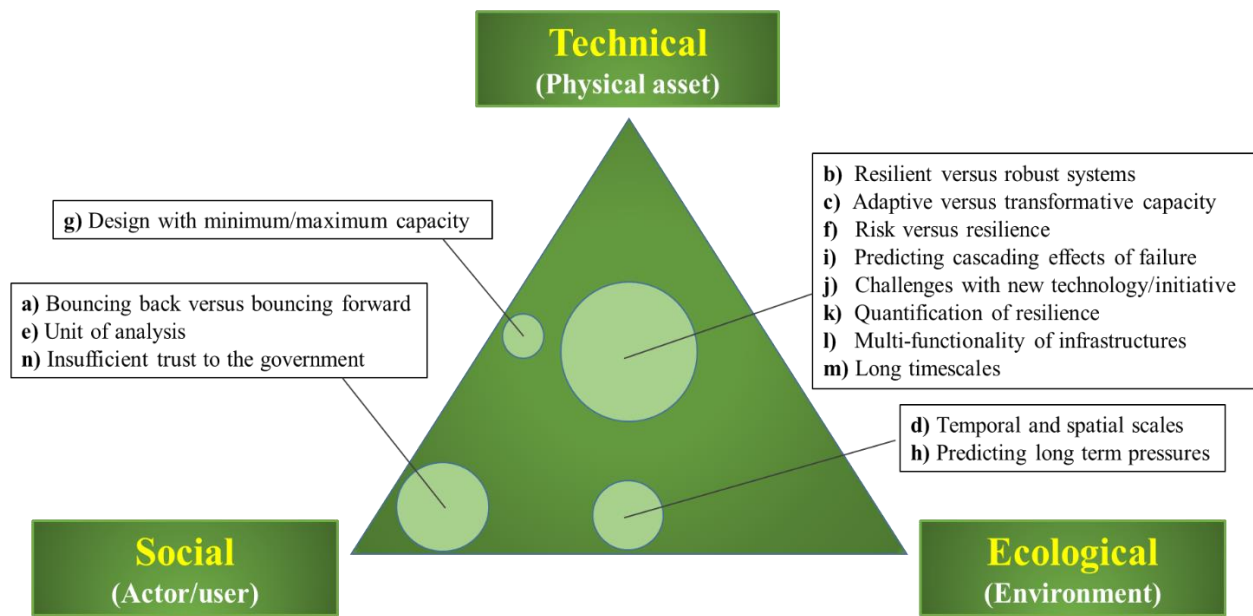 Technical
(Physical asset)
g) Design with minimum/maximum capacity
a) Bouncing back versus bouncing forward
e) Unit of analysis
n) Insufficient trust to the government
b) Resilient versus robust systems
c) Adaptive versus transformative capacity
f) Risk versus resilience
i) Predicting cascading effects of failure
j) Challenges with new technology/initiative
k) Quantification of resilience
l) Multi-functionality of infrastructures
m) Long timescales
d) Temporal and spatial scales
h) Predicting long term pressures
Social
(Actor/user)
Ecological
(Environment)